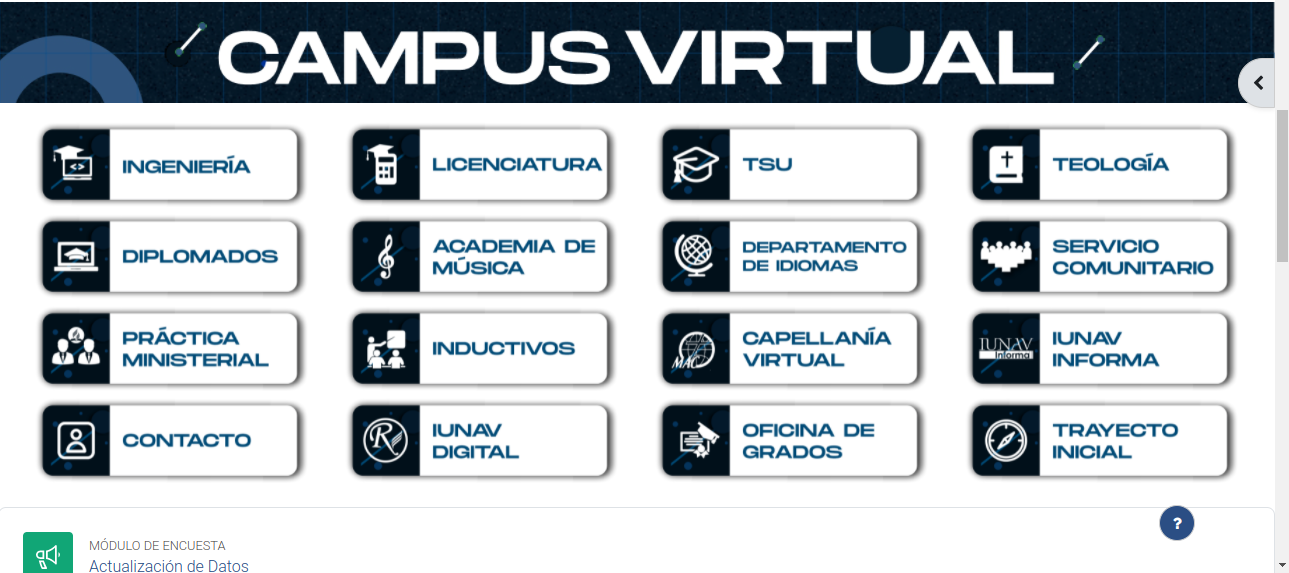 CAMPUS VIRTUAL
INGENIERÍA
LICENCIATURA
TSU
TEOLOGÍA
DIPLOMADOS
ACADEMIA DE
MÚSICA
DEPARTAMENTO
DE IDIOMAS
SERVICIO
COMUNITARIO
PRÁCTICA
MINISTERIAL
INDUCTIVOS
MAC
CAPELLANÍA
VIRTUAL
IUNAV
Informa
IUNAV
INFORMA
CONTACTO
R
IUNAV
DIGITAL
OFICINA DE
GRADOS
TRAYECTO
INICIAL
?
MÓDULO DE ENCUESTA
Actualización de Datos